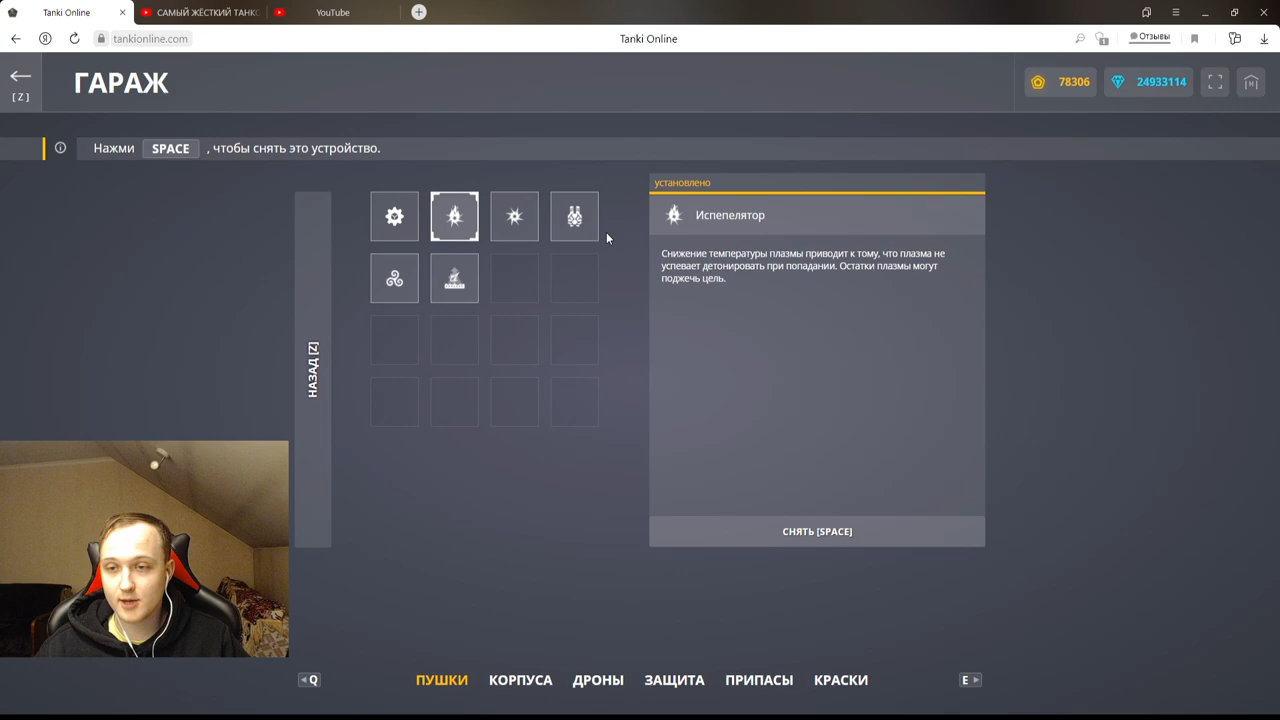 Tanki Online
САМЫЙ ЖЁСТКИЙ ТАНКО
YouTube
tankionline.com
Tanki Online
Отзывы
[ Z ]
ГАРАЖ
78306
24933114
Нажми SPACE , чтобы снять это устройство.
НАЗАД [Z]
установлено
Испепелятор
Снижение температуры плазмы приводит к тому, что плазма не
успевает детонировать при попадании. Остатки плазмы могут
поджечь цель.
СНЯТЬ [SPACE]
Q
ПУШКИ
КОРПУСА
ДРОНЫ
ЗАЩИТА
ПРИПАСЫ
КРАСКИ
E